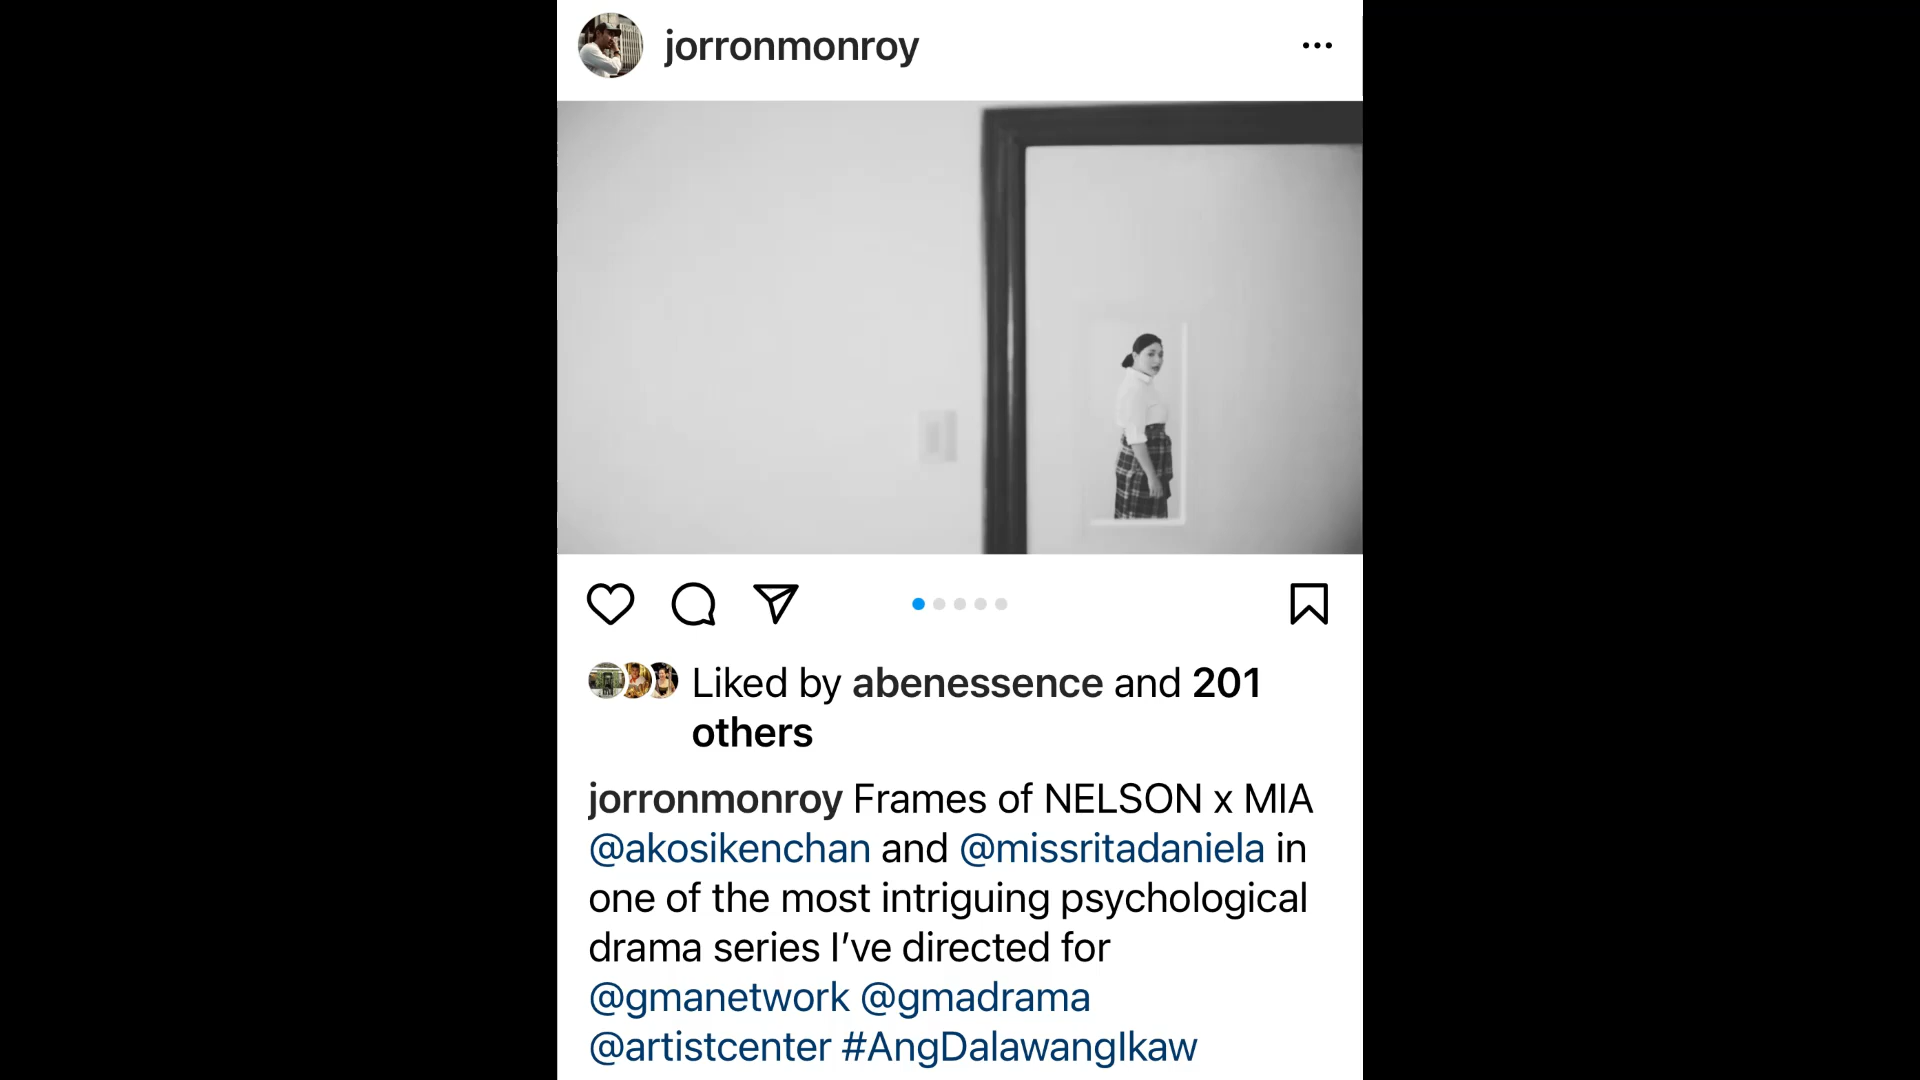 jorronmonroy
Liked by abenessence and 201
others
jorronmonroy Frames of NELSON x MIA
@akosikenchan and @missritadaniela in
one of the most intriguing psychological
drama series I’ve directed for
@gmanetwork @gmadrama
@artistcenter #AngDalawangIkaw